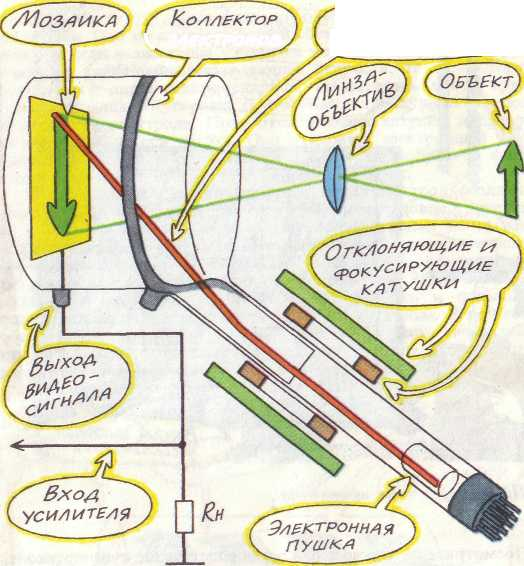 Мозаика
Коллектор
Линза-
объектив
Объект
Отклоняющие и
фокусирующие
катушки
Выход
видео-
сигнала
Вход
усилителя
Rн
Электронная
пушка